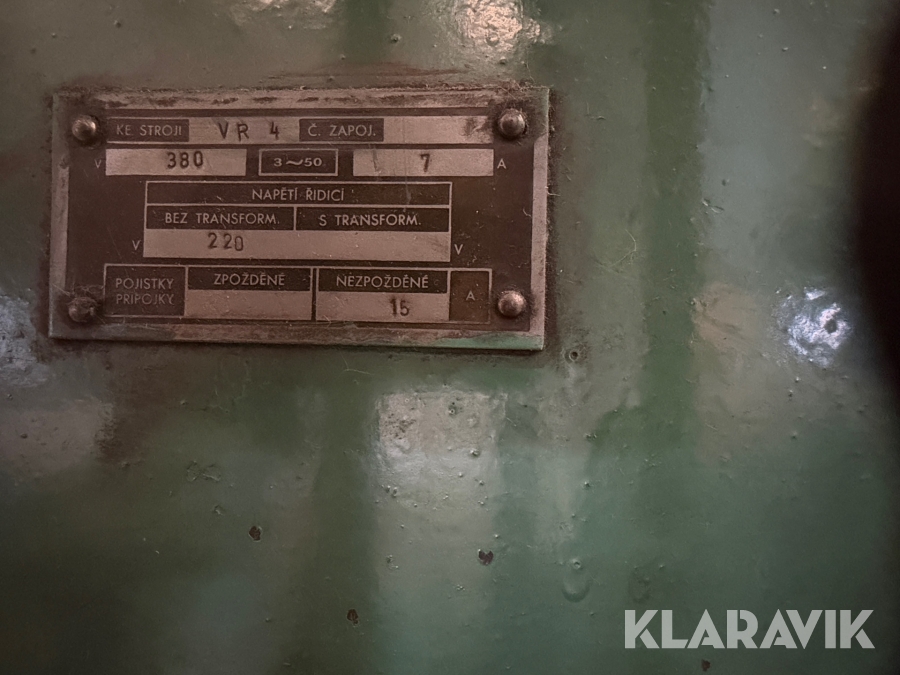 KE STROJI VR 4 Č. ZAPOJ.
V 380 3~50 7 A
NAPĚTÍ ŘIDICÍ
BEZ TRANSFORM. S TRANSFORM.
V 220 V
POJISTKY PŘÍPOJKY ZPOŽDĚNÉ NEZPOŽDĚNÉ A
15
KLARAVIK